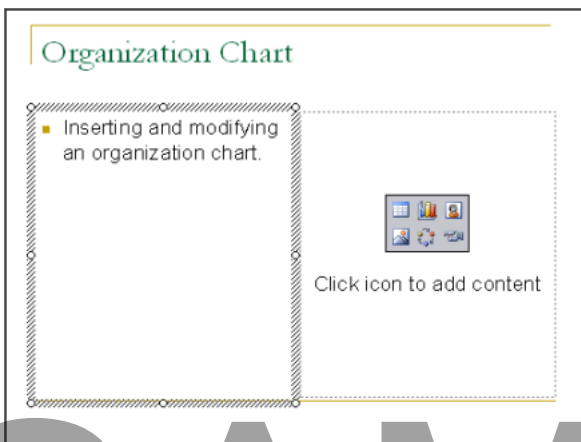 Organization Chart
Inserting and modifying
an organization chart.
Click icon to add content